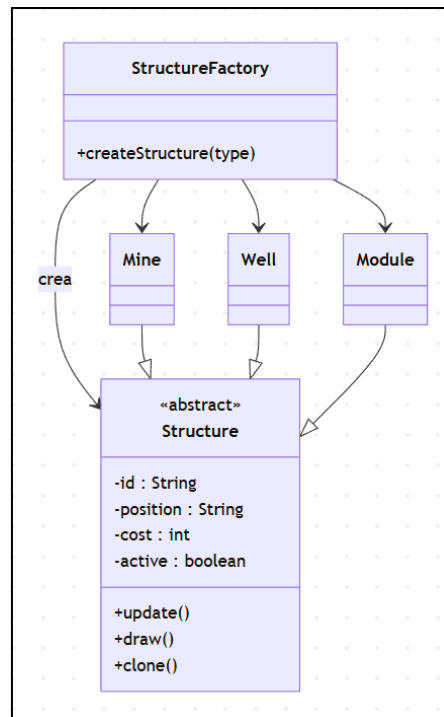 StructureFactory
+createStructure(type)
Mine
Well
Module
crea
«abstract»
Structure
-id : String
-position : String
-cost : int
-active : boolean
+update()
+draw()
+clone()